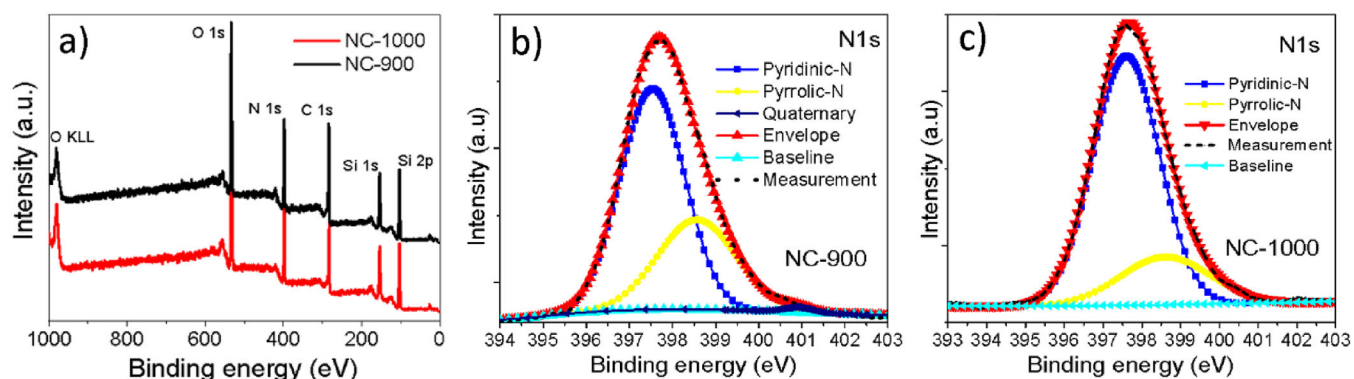 a)
O 1s
NC-1000
NC-900
N 1s
C 1s
O KLL
Si 1s
Si 2p
Intensity (a.u.)
1000 800 600 400 200 0
Binding energy (eV)
b)
N1s
Pyridinic-N
Pyrrolic-N
Quaternary
Envelope
Baseline
Measurement
NC-900
Intensity (a.u)
394 395 396 397 398 399 400 401 402 403
Binding energy (eV)
c)
N1s
Pyridinic-N
Pyrrolic-N
Envelope
Measurement
Baseline
NC-1000
Intensity (a.u)
393 394 395 396 397 398 399 400 401 402 403
Binding energy (eV)